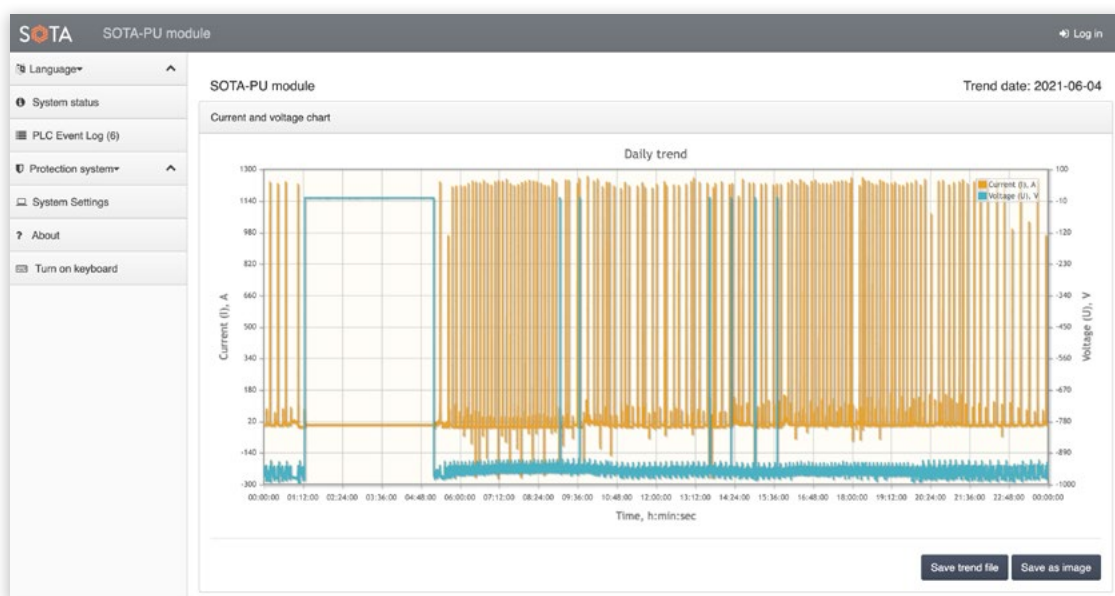 SOTA SOTA-PU module Log in
Language
System status
PLC Event Log (6)
Protection system
System Settings
? About
Turn on keyboard
SOTA-PU module Trend date: 2021-06-04
Current and voltage chart
Daily trend
Current (I), A
Voltage (U), V
1300 100
1140 -10
980 -120
820 -230
660 -340
500 -450
340 -560
180 -670
20 -780
-140 -890
-300 -1000
Current (I), A
Voltage (U), V
00:00:00 01:12:00 02:24:00 03:36:00 04:48:00 06:00:00 07:12:00 08:24:00 09:36:00 10:48:00 12:00:00 13:12:00 14:24:00 15:36:00 16:48:00 18:00:00 19:12:00 20:24:00 21:36:00 22:48:00 00:00:00
Time, h:min:sec
Save trend file Save as image